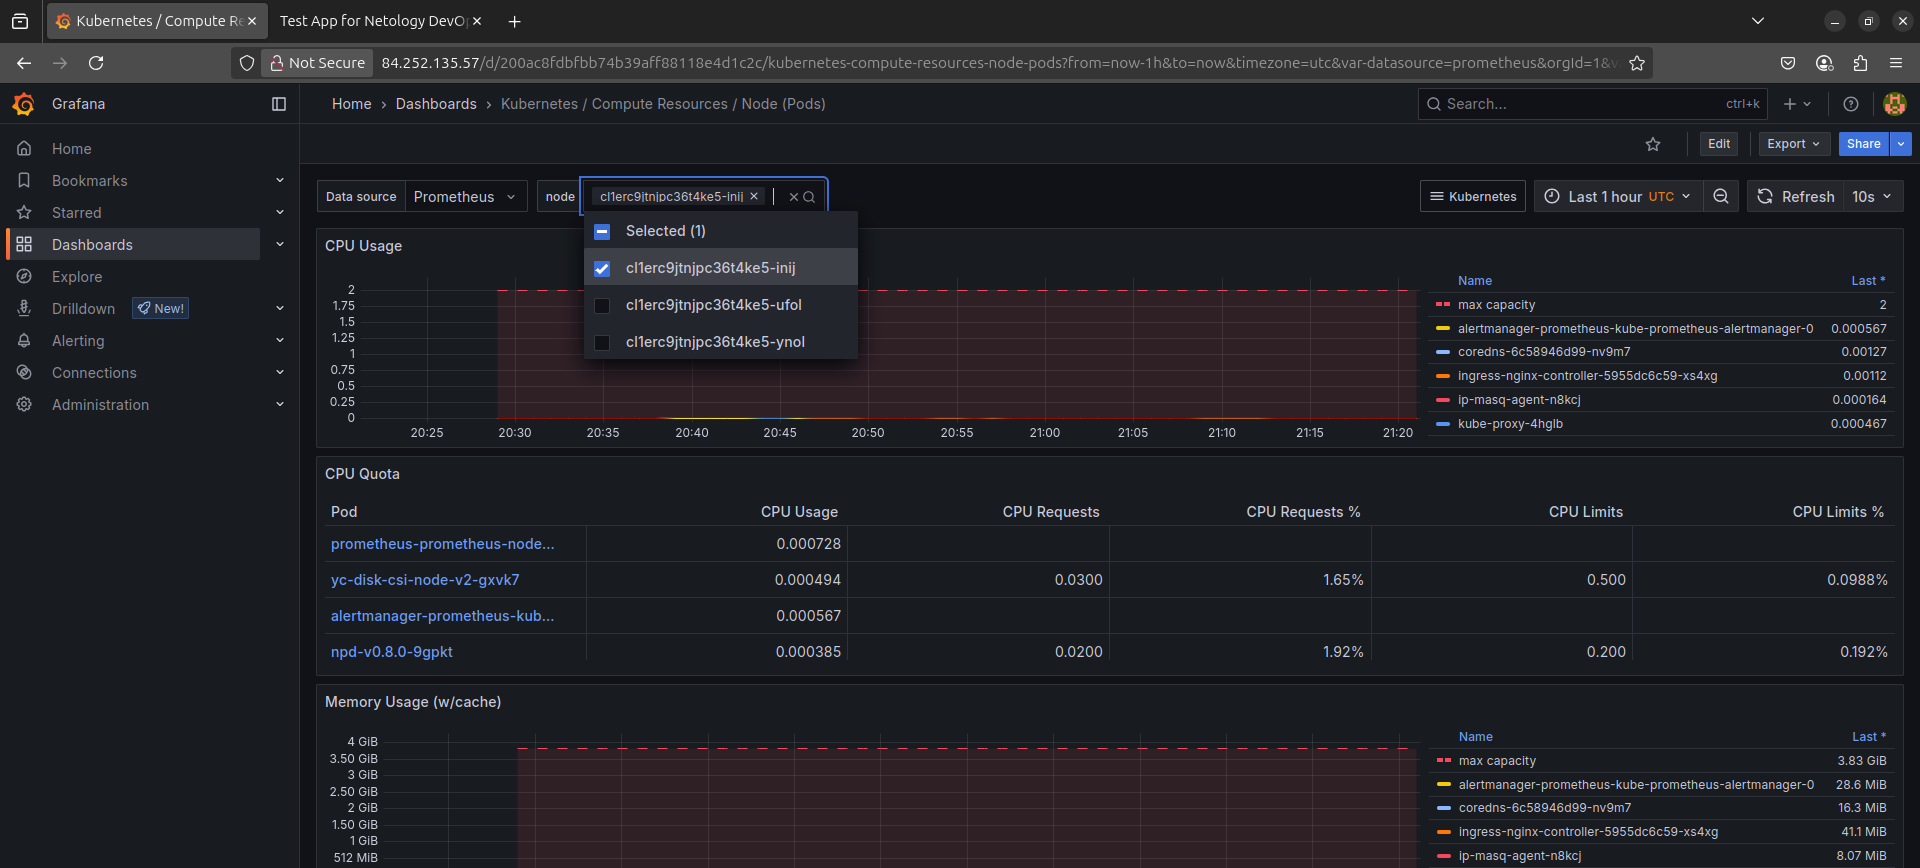 Kubernetes / Compute Re
Test App for Netology DevOp
Not Secure
84.252.135.57/d/200ac8fdbfbb74b39aff88118e4d1c2c/kubernetes-compute-resources-node-pods?from=now-1h&to=now&timezone=utc&var-datasource=prometheus&orgId=1&v
Grafana
Home › Dashboards › Kubernetes / Compute Resources / Node (Pods)
Search... ctrl+k
Home
Bookmarks
Starred
Dashboards
Explore
Drilldown New!
Alerting
Connections
Administration
Edit Export Share
Data source Prometheus node cl1erc9jtnjpc36t4ke5-inij
Kubernetes Last 1 hour UTC Refresh 10s
Selected (1)
cl1erc9jtnjpc36t4ke5-inij
cl1erc9jtnjpc36t4ke5-ufol
cl1erc9jtnjpc36t4ke5-ynol
CPU Usage
2
1.75
1.5
1.25
1
0.75
0.5
0.25
0
20:25 20:30 20:35 20:40 20:45 20:50 20:55 21:00 21:05 21:10 21:15 21:20
Name Last *
max capacity 2
alertmanager-prometheus-kube-prometheus-alertmanager-0 0.000567
coredns-6c58946d99-nv9m7 0.00127
ingress-nginx-controller-5955dc6c59-xs4xg 0.00112
ip-masq-agent-n8kcj 0.000164
kube-proxy-4hglb 0.000467
CPU Quota
Pod CPU Usage CPU Requests CPU Requests % CPU Limits CPU Limits %
prometheus-prometheus-node... 0.000728
yc-disk-csi-node-v2-gxvk7 0.000494 0.0300 1.65% 0.500 0.0988%
alertmanager-prometheus-kub... 0.000567
npd-v0.8.0-9gpkt 0.000385 0.0200 1.92% 0.200 0.192%
Memory Usage (w/cache)
4 GiB
3.50 GiB
3 GiB
2.50 GiB
2 GiB
1.50 GiB
1 GiB
512 MiB
Name Last *
max capacity 3.83 GiB
alertmanager-prometheus-kube-prometheus-alertmanager-0 28.6 MiB
coredns-6c58946d99-nv9m7 16.3 MiB
ingress-nginx-controller-5955dc6c59-xs4xg 41.1 MiB
ip-masq-agent-n8kcj 8.07 MiB